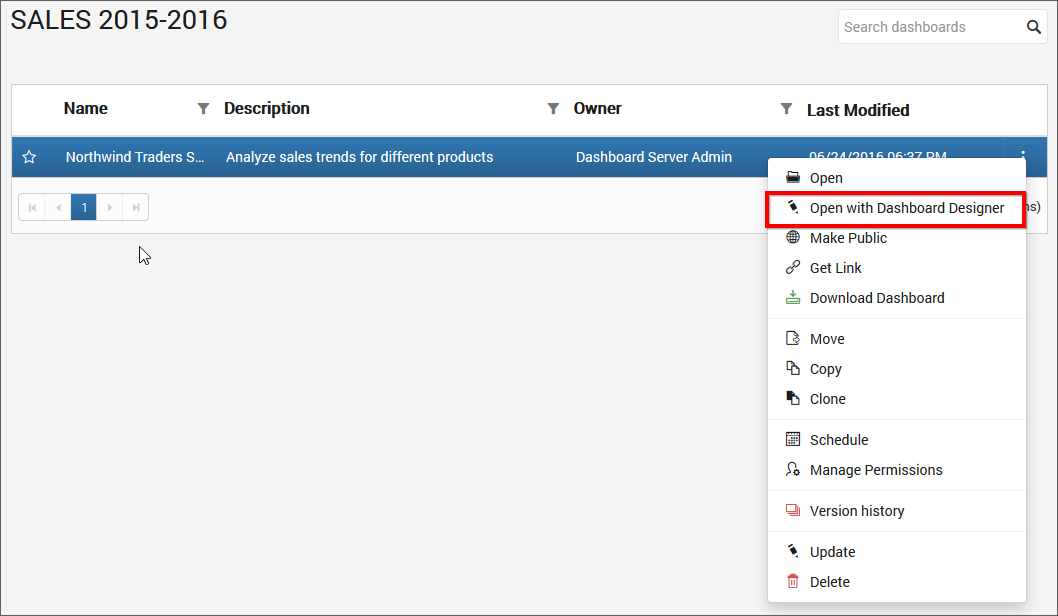 SALES 2015-2016
Search dashboards
Name Description Owner Last Modified
Northwind Traders S... Analyze sales trends for different products Dashboard Server Admin 06/24/2016 06:37 PM
1
Open
Open with Dashboard Designer
Make Public
Get Link
Download Dashboard
Move
Copy
Clone
Schedule
Manage Permissions
Version history
Update
Delete